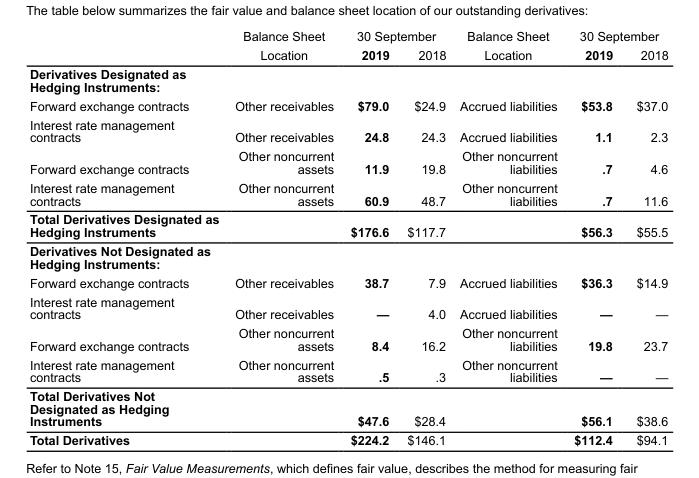 The table below summarizes the fair value and balance sheet location of our outstanding derivatives:
Balance Sheet 30 September Balance Sheet 30 September
Location 2019 2018 Location 2019 2018
Derivatives Designated as
Hedging Instruments:
Forward exchange contracts Other receivables $79.0 $24.9 Accrued liabilities $53.8 $37.0
Interest rate management
contracts Other receivables 24.8 24.3 Accrued liabilities 1.1 2.3
Other noncurrent Other noncurrent
Forward exchange contracts assets 11.9 19.8 liabilities .7 4.6
Interest rate management Other noncurrent Other noncurrent
contracts assets 60.9 48.7 liabilities .7 11.6
Total Derivatives Designated as
Hedging Instruments $176.6 $117.7 $56.3 $55.5
Derivatives Not Designated as
Hedging Instruments:
Forward exchange contracts Other receivables 38.7 7.9 Accrued liabilities $36.3 $14.9
Interest rate management
contracts Other receivables — 4.0 Accrued liabilities — —
Other noncurrent Other noncurrent
Forward exchange contracts assets 8.4 16.2 liabilities 19.8 23.7
Interest rate management Other noncurrent Other noncurrent
contracts assets .5 .3 liabilities — —
Total Derivatives Not
Designated as Hedging
Instruments $47.6 $28.4 $56.1 $38.6
Total Derivatives $224.2 $146.1 $112.4 $94.1
Refer to Note 15, Fair Value Measurements, which defines fair value, describes the method for measuring fair